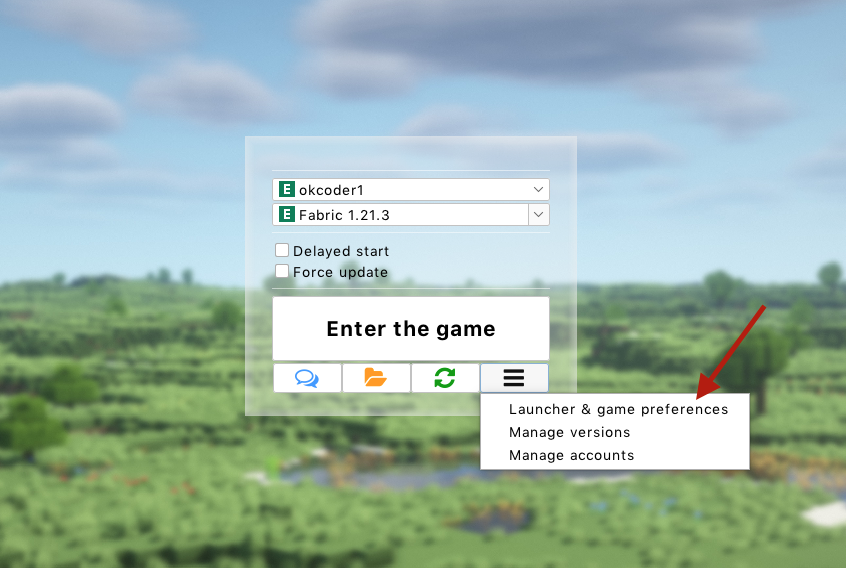 E okcoder1
E Fabric 1.21.3
Delayed start
Force update
Enter the game
Launcher & game preferences
Manage versions
Manage accounts